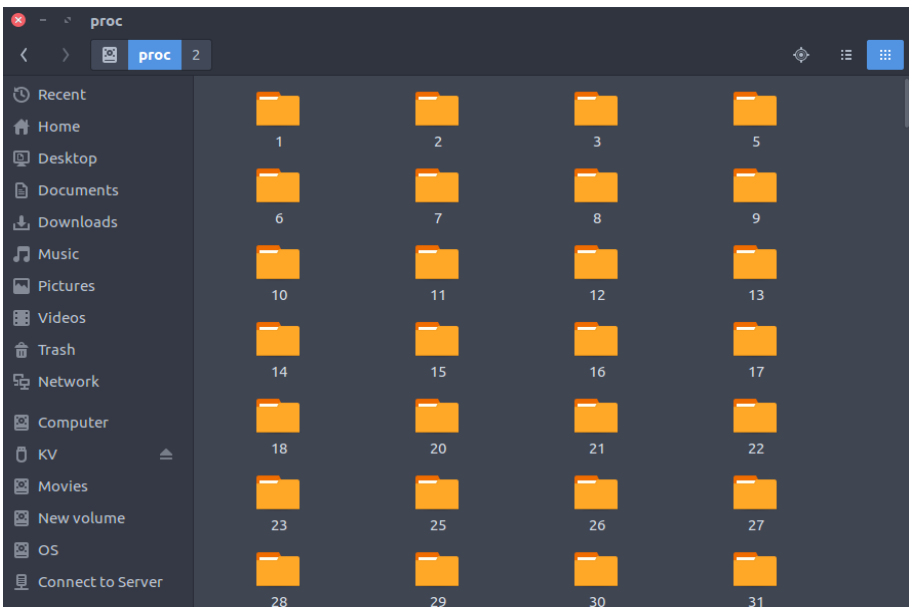 proc
proc 2
Recent
Home
Desktop
Documents
Downloads
Music
Pictures
Videos
Trash
Network
Computer
KV
Movies
New volume
OS
Connect to Server
1 2 3 5
6 7 8 9
10 11 12 13
14 15 16 17
18 20 21 22
23 25 26 27
28 29 30 31